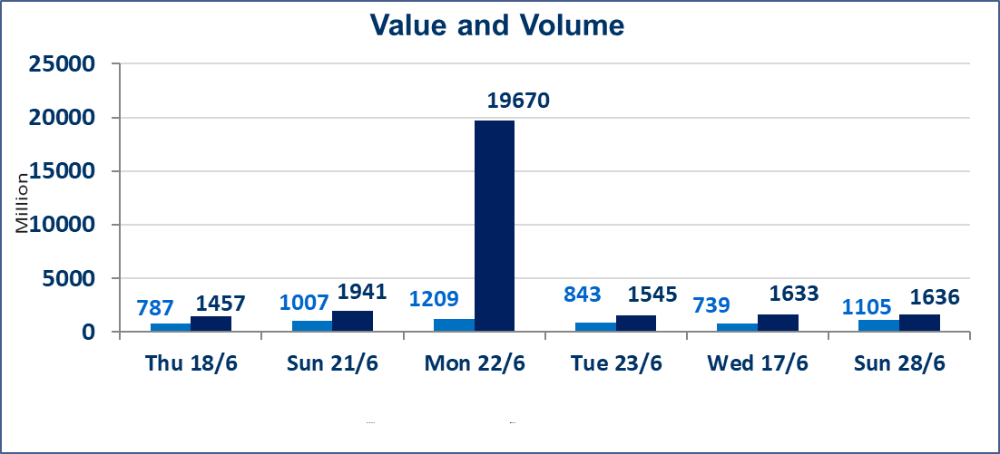 Value and Volume
Million
25000
20000
15000
10000
5000
0
787 1457 1007 1941 1209 19670 843 1545 739 1633 1105 1636
Thu 18/6 Sun 21/6 Mon 22/6 Tue 23/6 Wed 17/6 Sun 28/6